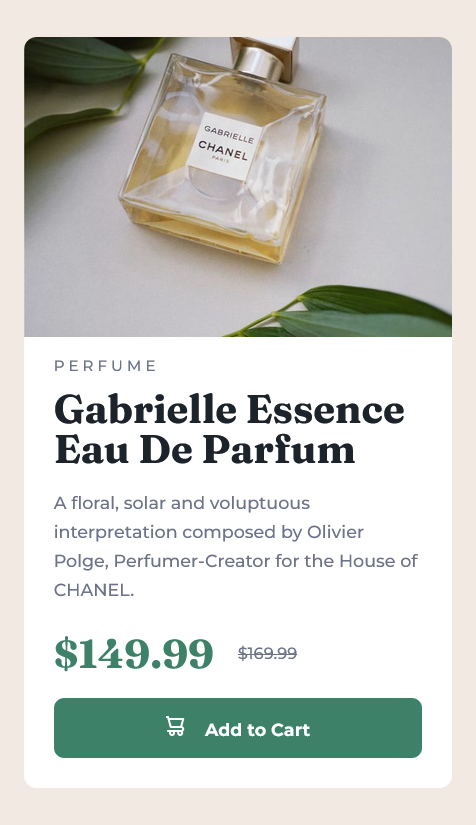 GABRIELLE
CHANEL
PARIS
PERFUME
Gabrielle Essence
Eau De Parfum
A floral, solar and voluptuous
interpretation composed by Olivier
Polge, Perfumer-Creator for the House of
CHANEL.
$149.99 $169.99
Add to Cart